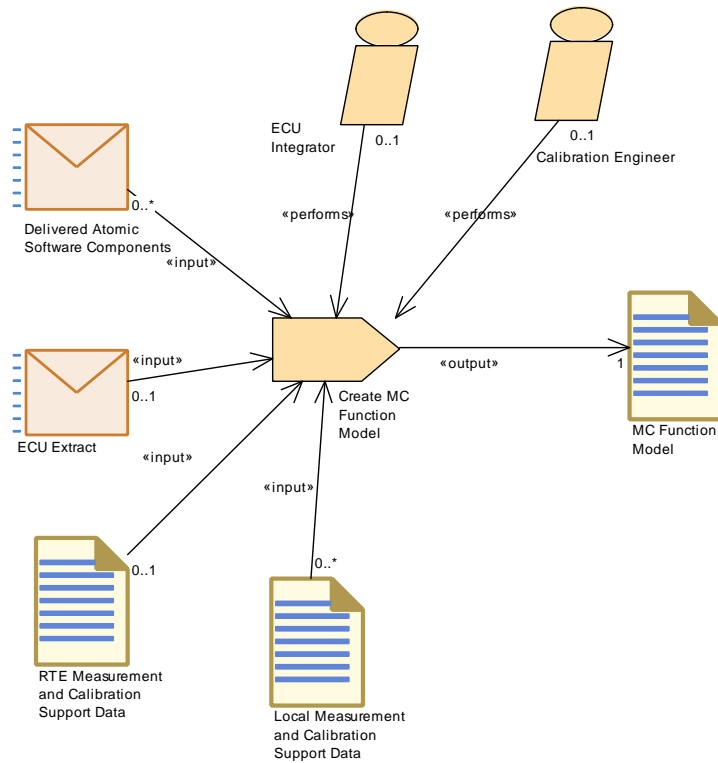 ECU
Integrator
0..1
0..1
Calibration Engineer
0..*
Delivered Atomic
Software Components
«performs»
«performs»
«input»
«input»
0..1
ECU Extract
Create MC
Function
Model
«output»
1
MC Function
Model
«input»
«input»
0..1
0..*
RTE Measurement
and Calibration
Support Data
Local Measurement
and Calibration
Support Data